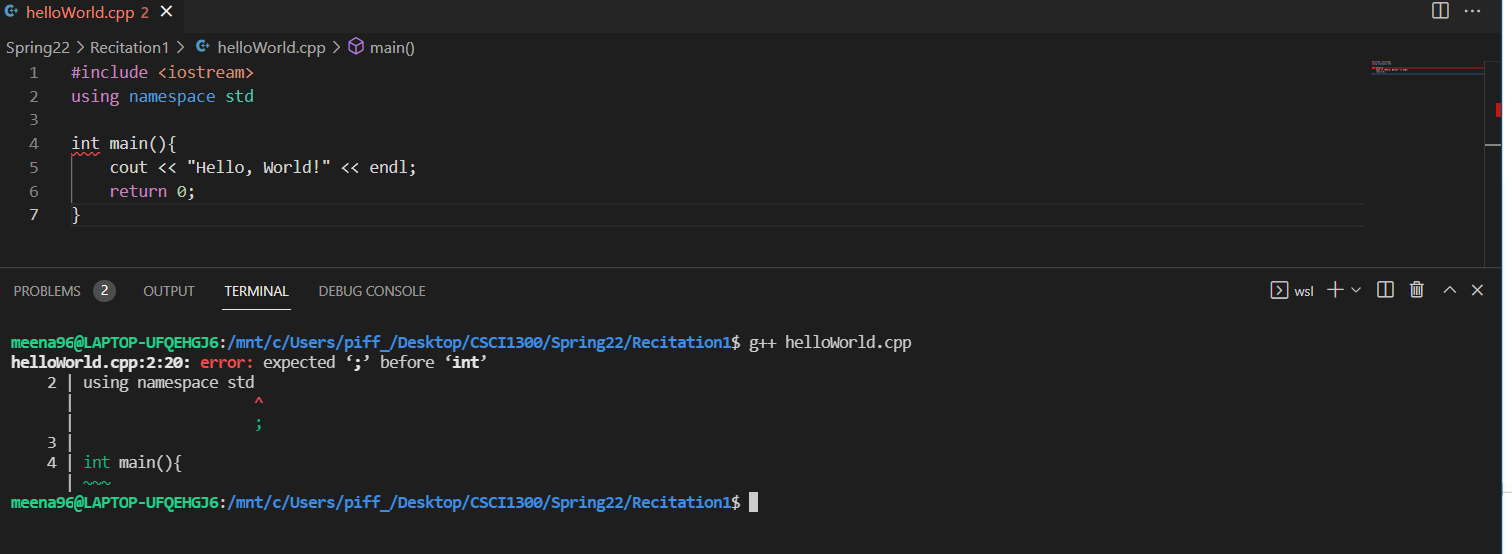 helloWorld.cpp 2
Spring22 > Recitation1 > helloWorld.cpp > main()
1 #include <iostream>
2 using namespace std
3
4 int main(){
5     cout << "Hello, World!" << endl;
6     return 0;
7 }
PROBLEMS 2 OUTPUT TERMINAL DEBUG CONSOLE wsl
meena96@LAPTOP-UFQEHGJ6:/mnt/c/Users/piff_/Desktop/CSCI1300/Spring22/Recitation1$ g++ helloWorld.cpp
helloWorld.cpp:2:20: error: expected ‘;’ before ‘int’
    2 | using namespace std
      |                    ^
      |                    ;
    3 |
    4 | int main(){
      | ~~~
meena96@LAPTOP-UFQEHGJ6:/mnt/c/Users/piff_/Desktop/CSCI1300/Spring22/Recitation1$